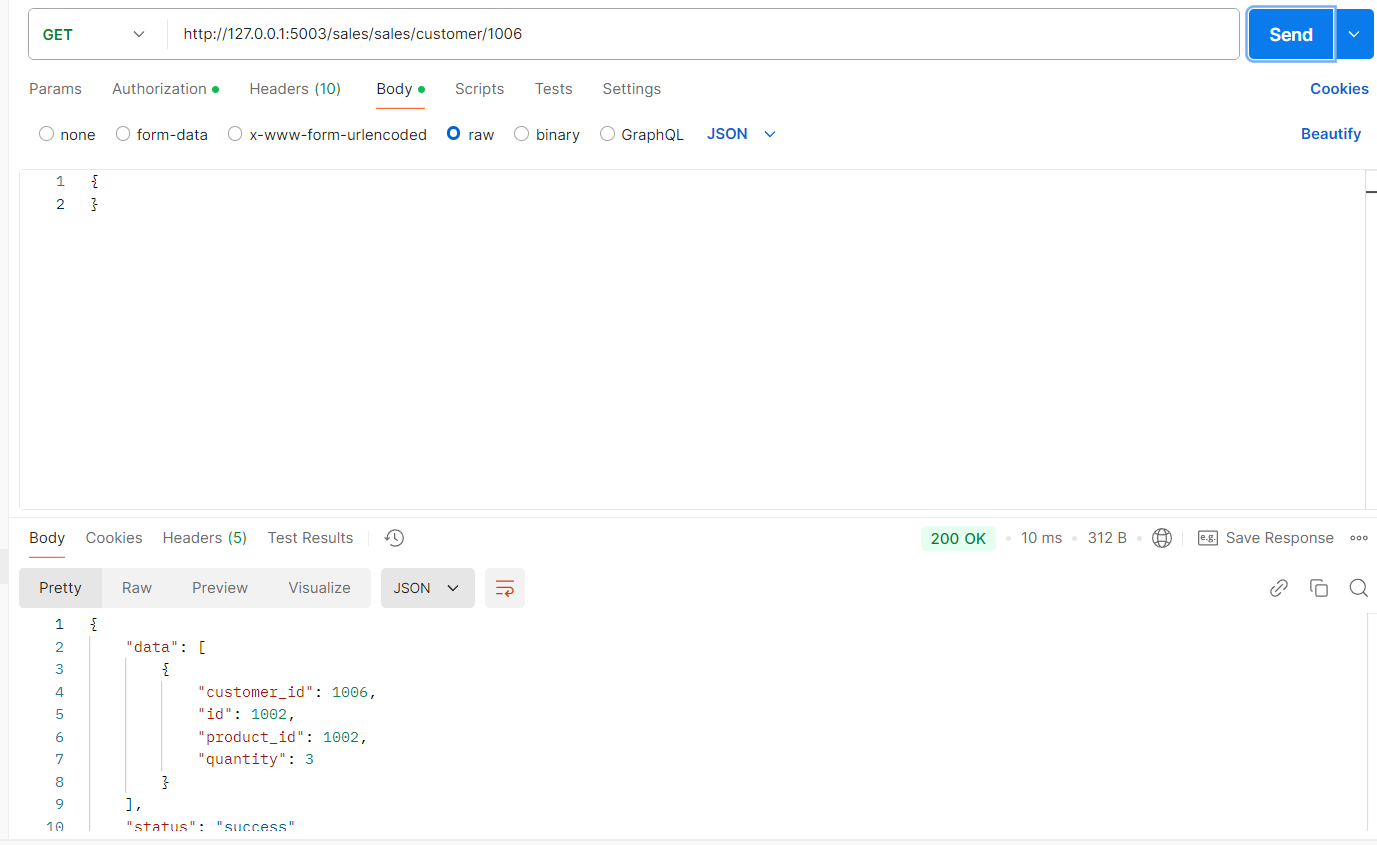 GET http://127.0.0.1:5003/sales/sales/customer/1006 Send
Params Authorization Headers (10) Body Scripts Tests Settings Cookies
none form-data x-www-form-urlencoded raw binary GraphQL JSON Beautify
1 {
2 }
Body Cookies Headers (5) Test Results 200 OK 10 ms 312 B e.g. Save Response
Pretty Raw Preview Visualize JSON
1 {
2 "data": [
3 {
4 "customer_id": 1006,
5 "id": 1002,
6 "product_id": 1002,
7 "quantity": 3
8 }
9 ],
10 "status": "success"